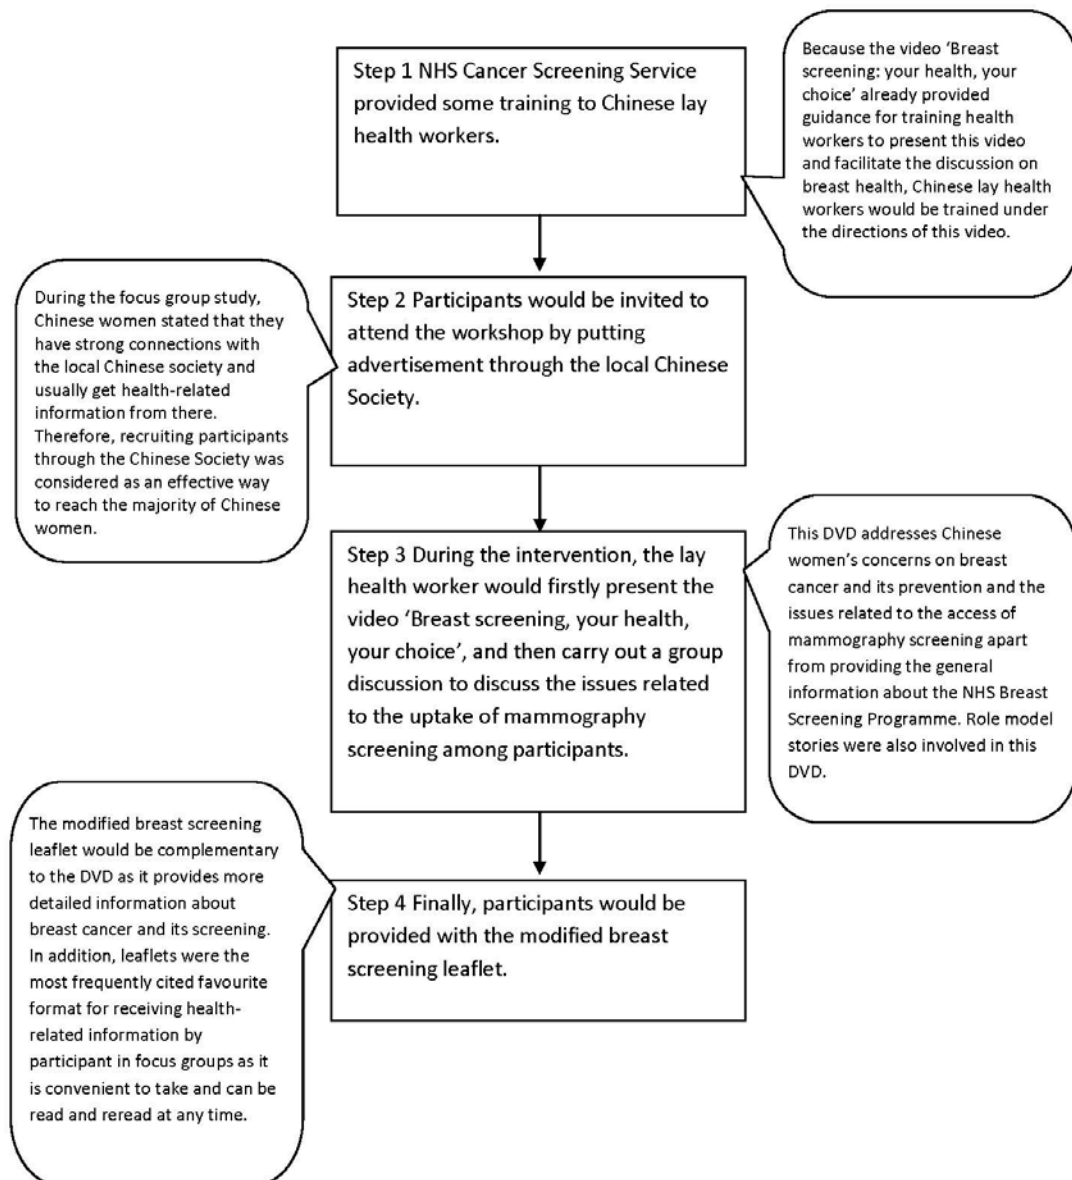 Step 1 NHS Cancer Screening Service
provided some training to Chinese lay
health workers.
Because the video ‘Breast
screening: your health, your
choice’ already provided
guidance for training health
workers to present this video
and facilitate the discussion on
breast health, Chinese lay health
workers would be trained under
the directions of this video.
Step 2 Participants would be invited to
attend the workshop by putting
advertisement through the local Chinese
Society.
During the focus group study,
Chinese women stated that they
have strong connections with
the local Chinese society and
usually get health-related
information from there.
Therefore, recruiting participants
through the Chinese Society was
considered as an effective way
to reach the majority of Chinese
women.
Step 3 During the intervention, the lay
health worker would firstly present the
video ‘Breast screening, your health,
your choice’, and then carry out a group
discussion to discuss the issues related
to the uptake of mammography
screening among participants.
This DVD addresses Chinese
women’s concerns on breast
cancer and its prevention and the
issues related to the access of
mammography screening apart
from providing the general
information about the NHS Breast
Screening Programme. Role model
stories were also involved in this
DVD.
The modified breast screening
leaflet would be complementary
to the DVD as it provides more
detailed information about
breast cancer and its screening.
In addition, leaflets were the
most frequently cited favourite
format for receiving health-
related information by
participant in focus groups as it
is convenient to take and can be
read and reread at any time.
Step 4 Finally, participants would be
provided with the modified breast
screening leaflet.